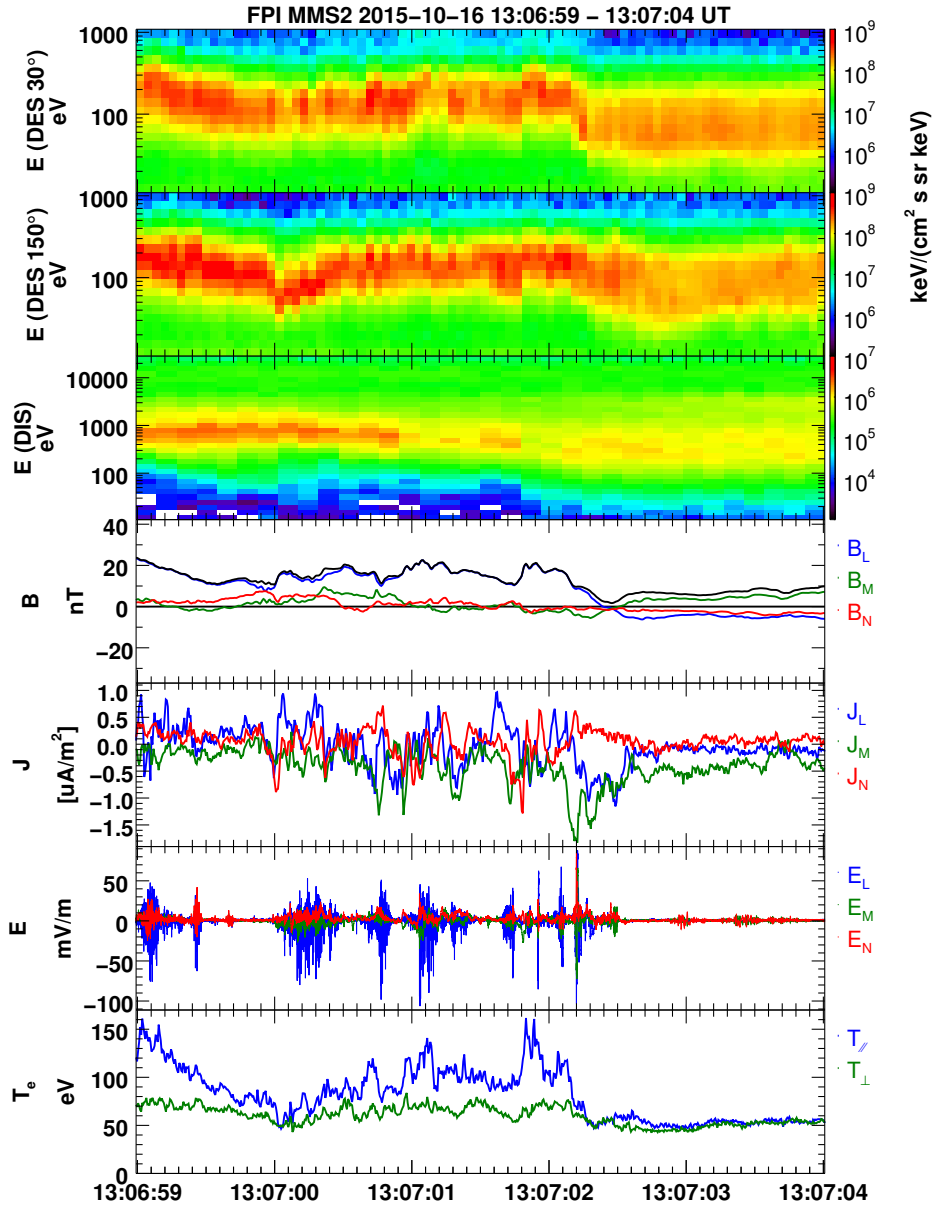 FPI MMS2 2015−10−16 13:06:59 − 13:07:04 UT
E (DES 30°)
eV
1000
100
E (DES 150°)
eV
1000
100
E (DIS)
eV
10000
1000
100
10⁹
10⁸
10⁷
10⁶
10⁹
10⁸
10⁷
10⁶
10⁷
10⁶
10⁵
10⁴
keV/(cm² s sr keV)
B
nT
40
20
0
−20
B_L
B_M
B_N
J
[uA/m²]
1.0
0.5
0.0
−0.5
−1.0
−1.5
J_L
J_M
J_N
E
mV/m
50
0
−50
−100
E_L
E_M
E_N
Tₑ
eV
150
100
50
0
T_//
T_⊥
13:06:59 13:07:00 13:07:01 13:07:02 13:07:03 13:07:04